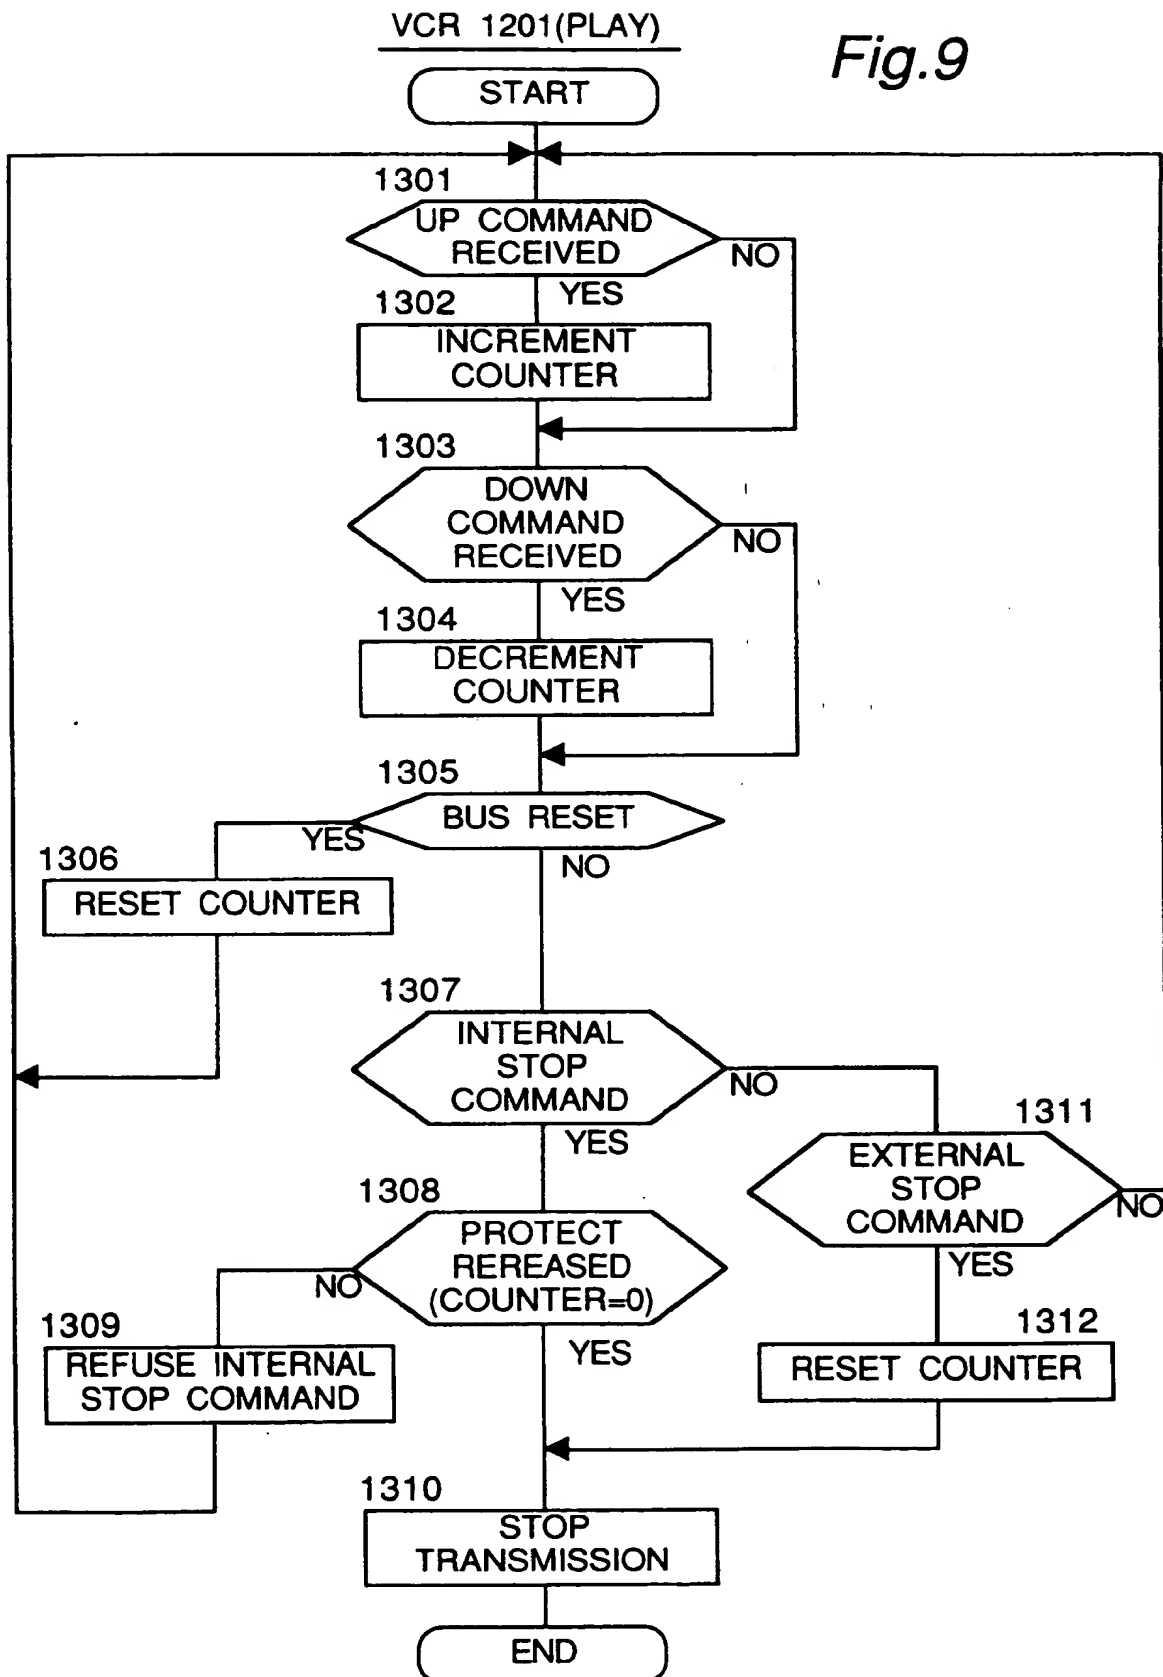 VCR 1201(PLAY)
Fig.9
START
1301
UP COMMAND
RECEIVED
NO
YES
1302
INCREMENT
COUNTER
1303
DOWN
COMMAND
RECEIVED
NO
YES
1304
DECREMENT
COUNTER
1305
BUS RESET
YES
NO
1306
RESET COUNTER
1307
INTERNAL
STOP
COMMAND
NO
YES
1311
EXTERNAL
STOP
COMMAND
NO
YES
1308
PROTECT
REREASED
(COUNTER=0)
NO
YES
1309
REFUSE INTERNAL
STOP COMMAND
1312
RESET COUNTER
1310
STOP
TRANSMISSION
END